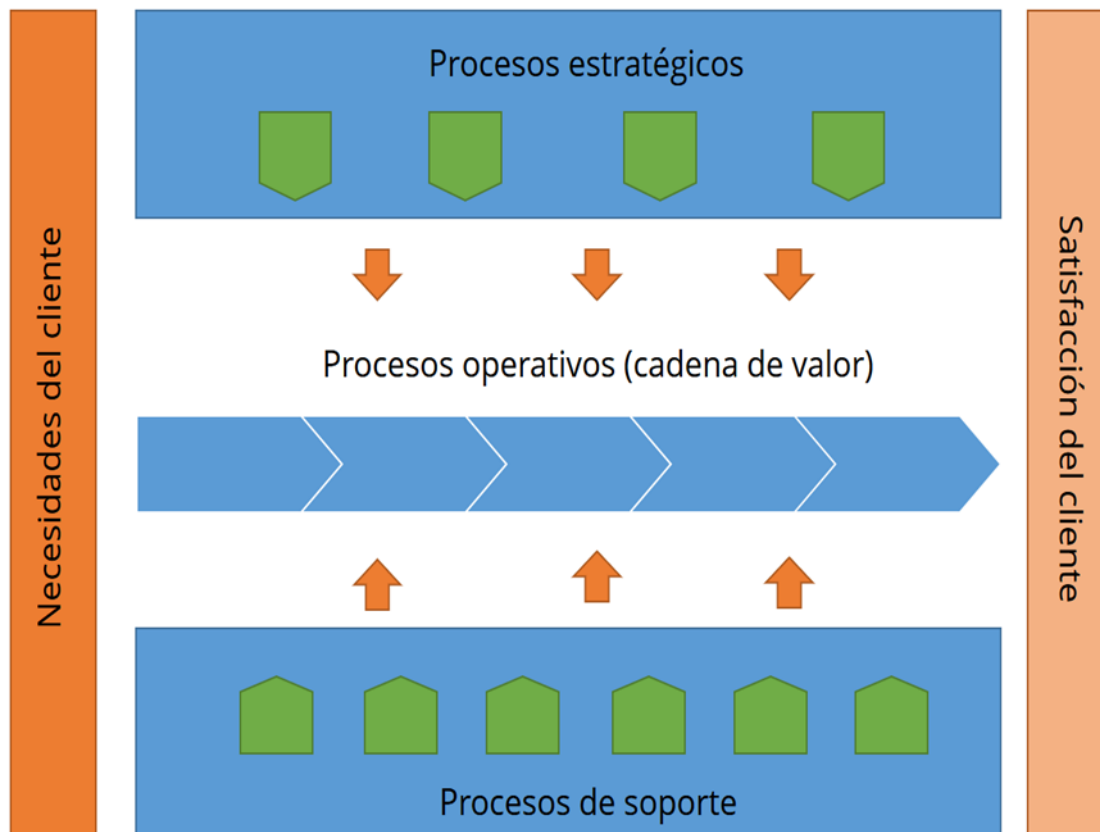 Necesidades del cliente
Procesos estratégicos
Procesos operativos (cadena de valor)
Procesos de soporte
Satisfacción del cliente